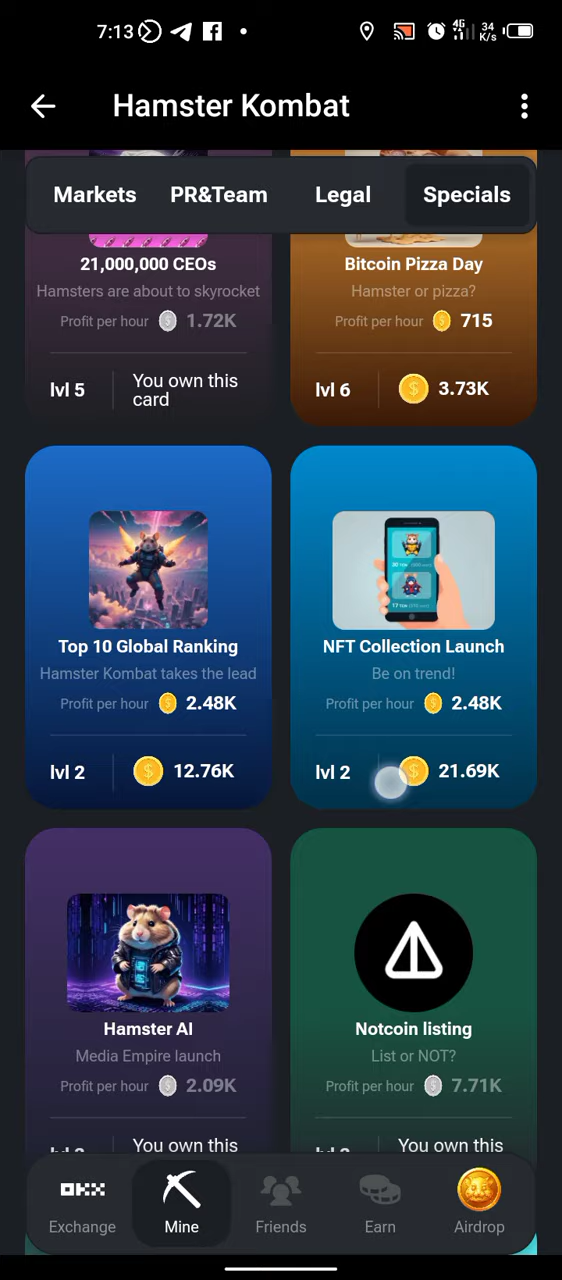 7:13
4G
34
K/s
Hamster Kombat
Markets
PR&Team
Legal
Specials
21,000,000 CEOs
Hamsters are about to skyrocket
Profit per hour 1.72K
lvl 5
You own this
card
Bitcoin Pizza Day
Hamster or pizza?
Profit per hour 715
lvl 6
3.73K
Top 10 Global Ranking
Hamster Kombat takes the lead
Profit per hour 2.48K
lvl 2
12.76K
NFT Collection Launch
Be on trend!
Profit per hour 2.48K
lvl 2
21.69K
Hamster AI
Media Empire launch
Profit per hour 2.09K
You own this
Notcoin listing
List or NOT?
Profit per hour 7.71K
You own this
Exchange
Mine
Friends
Earn
Airdrop